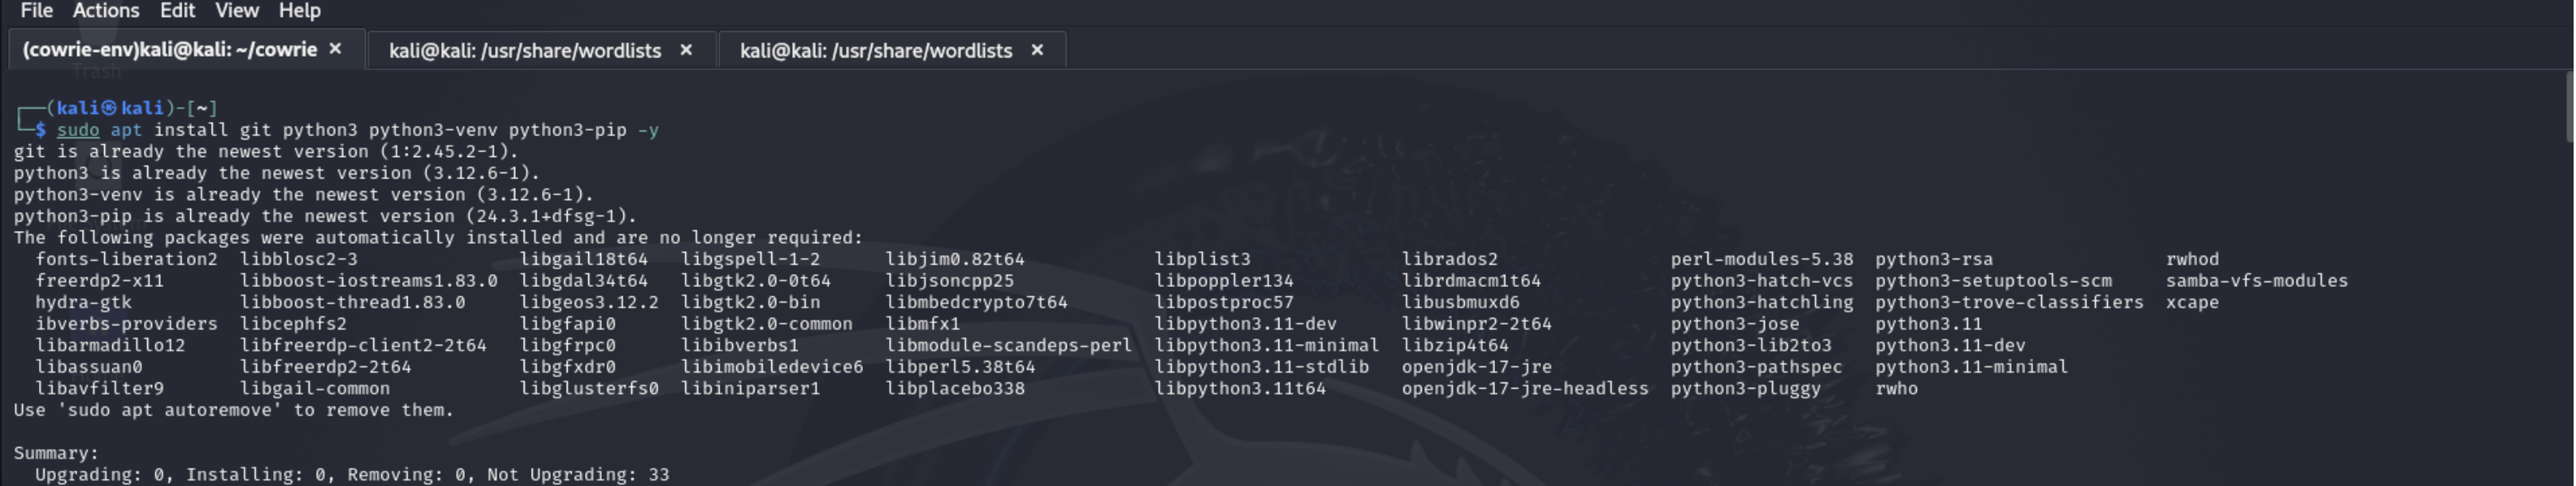 File Actions Edit View Help
(cowrie-env)kali@kali: ~/cowrie × kali@kali: /usr/share/wordlists × kali@kali: /usr/share/wordlists ×
Trash
┌──(kali㉿kali)-[~]
└─$ sudo apt install git python3 python3-venv python3-pip -y
git is already the newest version (1:2.45.2-1).
python3 is already the newest version (3.12.6-1).
python3-venv is already the newest version (3.12.6-1).
python3-pip is already the newest version (24.3.1+dfsg-1).
The following packages were automatically installed and are no longer required:
fonts-liberation2 libblosc2-3 libgail18t64 libgspell-1-2 libjim0.82t64 libplist3 librados2 perl-modules-5.38 python3-rsa rwhod
freerdp2-x11 libboost-iostreams1.83.0 libgdal34t64 libgtk2.0-0t64 libjsoncpp25 libpoppler134 librdmacm1t64 python3-hatch-vcs python3-setuptools-scm samba-vfs-modules
hydra-gtk libboost-thread1.83.0 libgeos3.12.2 libgtk2.0-bin libmbedcrypto7t64 libpostproc57 libusbmuxd6 python3-hatchling python3-trove-classifiers xcape
ibverbs-providers libcephfs2 libgfapi0 libgtk2.0-common libmfx1 libpython3.11-dev libwinpr2-2t64 python3-jose python3.11
libarmadillo12 libfreerdp-client2-2t64 libgfrpc0 libibverbs1 libmodule-scandeps-perl libpython3.11-minimal libzip4t64 python3-lib2to3 python3.11-dev
libassuan0 libfreerdp2-2t64 libgfxdr0 libimobiledevice6 libperl5.38t64 libpython3.11-stdlib openjdk-17-jre python3-pathspec python3.11-minimal
libavfilter9 libgail-common libglusterfs0 libiniparser1 libplacebo338 libpython3.11t64 openjdk-17-jre-headless python3-pluggy rwho
Use 'sudo apt autoremove' to remove them.
Summary:
Upgrading: 0, Installing: 0, Removing: 0, Not Upgrading: 33